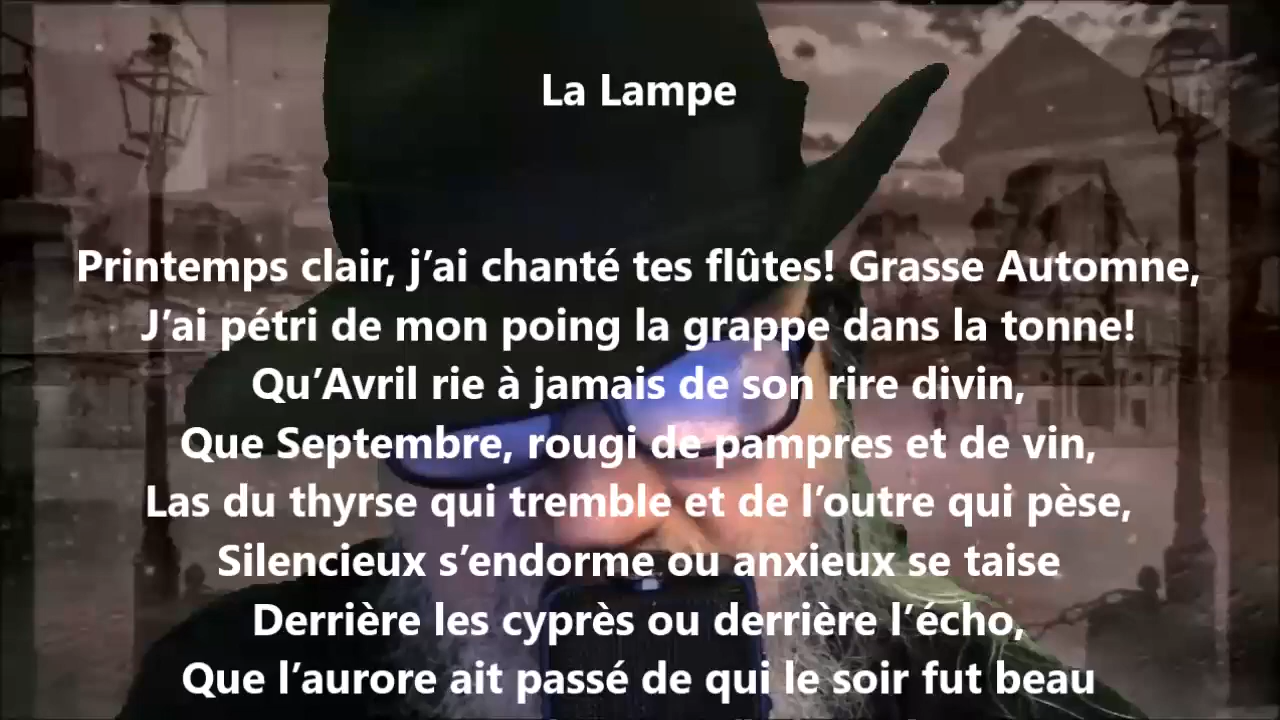 La Lampe
Printemps clair, j’ai chanté tes flûtes! Grasse Automne,
J’ai pétri de mon poing la grappe dans la tonne!
Qu’Avril rie à jamais de son rire divin,
Que Septembre, rougi de pampres et de vin,
Las du thyrse qui tremble et de l’outre qui pèse,
Silencieux s’endorme ou anxieux se taise
Derrière les cyprès ou derrière l’écho,
Que l’aurore ait passé de qui le soir fut beau